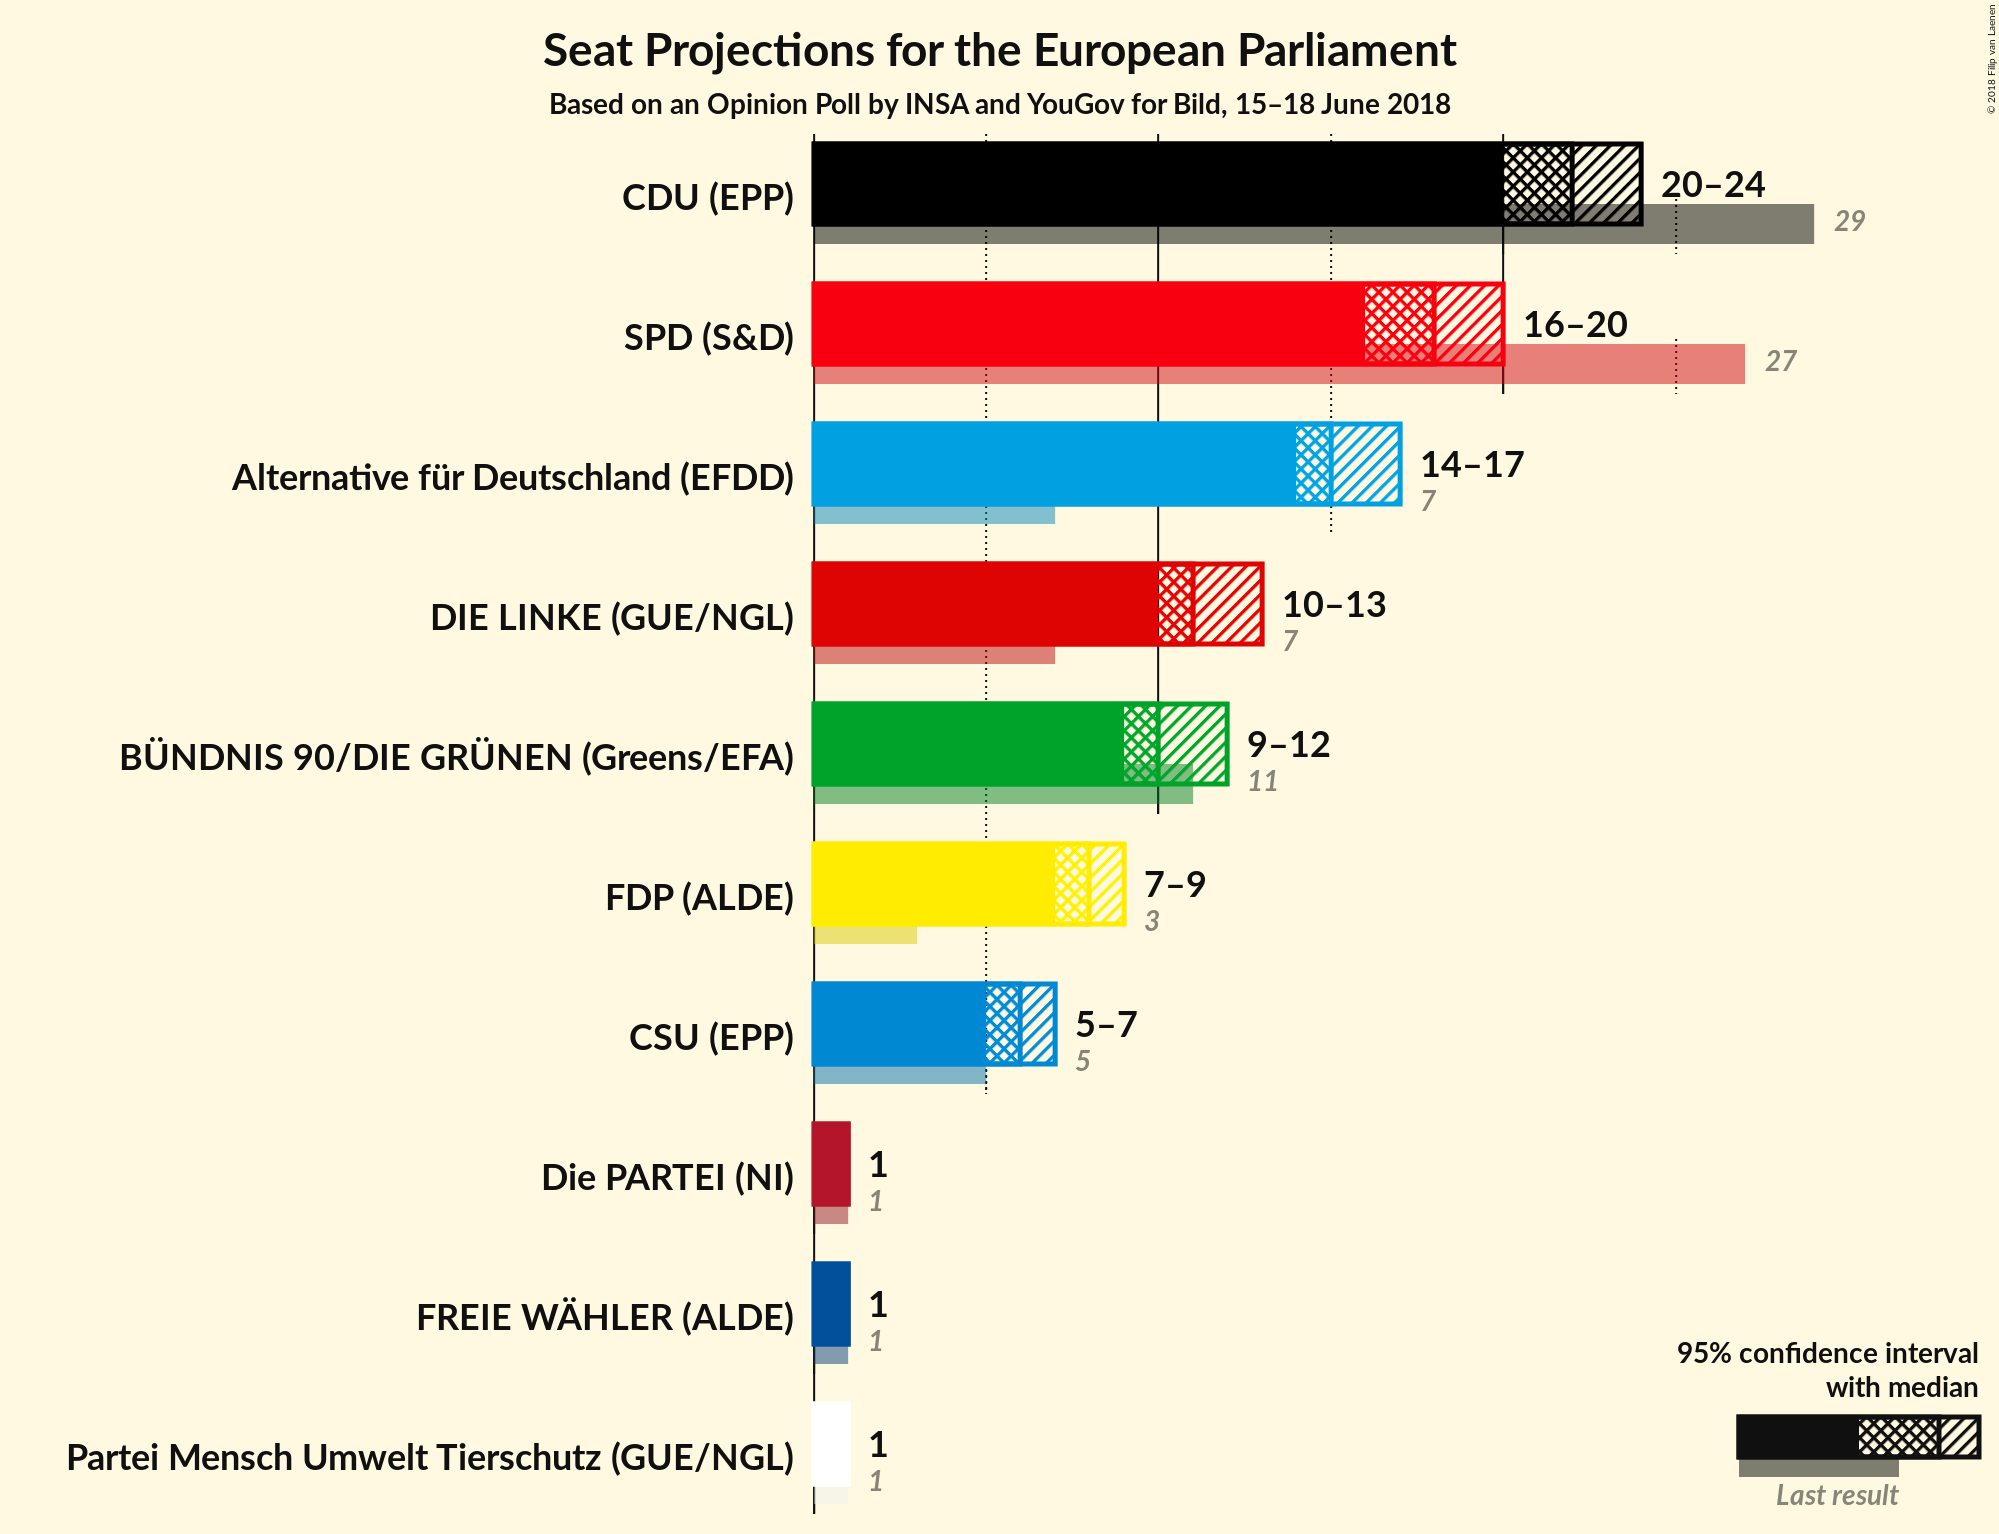 Seat Projections for the European Parliament
Based on an Opinion Poll by INSA and YouGov for Bild, 15–18 June 2018
© 2018 Filip van Laenen
CDU (EPP)
20–24
29
SPD (S&D)
16–20
27
Alternative für Deutschland (EFDD)
14–17
7
DIE LINKE (GUE/NGL)
10–13
7
BÜNDNIS 90/DIE GRÜNEN (Greens/EFA)
9–12
11
FDP (ALDE)
7–9
3
CSU (EPP)
5–7
5
Die PARTEI (NI)
1
1
FREIE WÄHLER (ALDE)
1
1
Partei Mensch Umwelt Tierschutz (GUE/NGL)
1
1
95% confidence interval
with median
Last result